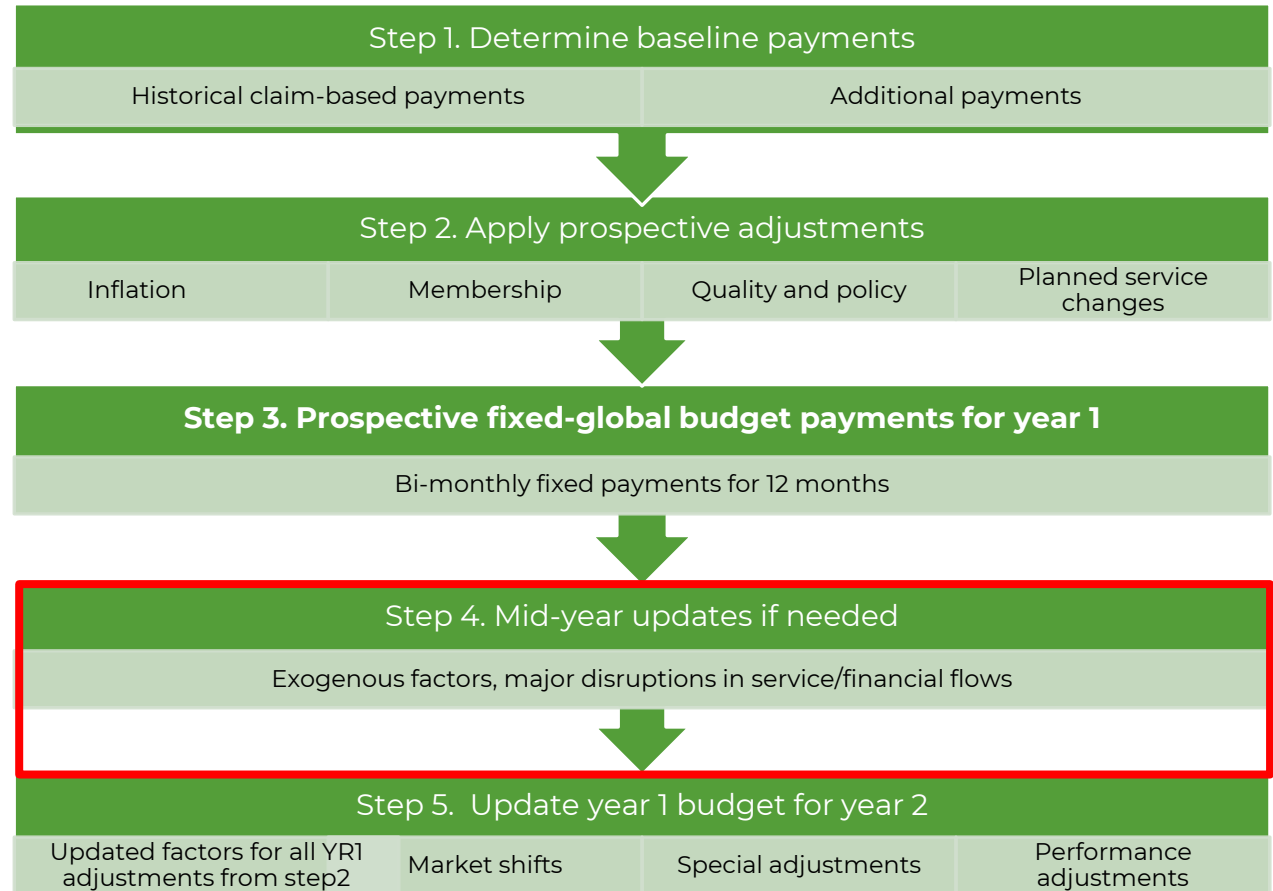 Step 1. Determine baseline payments
Historical claim-based payments
Additional payments
Step 2. Apply prospective adjustments
Inflation
Membership
Quality and policy
Planned service
changes
Step 3. Prospective fixed-global budget payments for year 1
Bi-monthly fixed payments for 12 months
Step 4. Mid-year updates if needed
Exogenous factors, major disruptions in service/financial flows
Step 5.  Update year 1 budget for year 2
Updated factors for all YR1
adjustments from step2
Market shifts
Special adjustments
Performance
adjustments